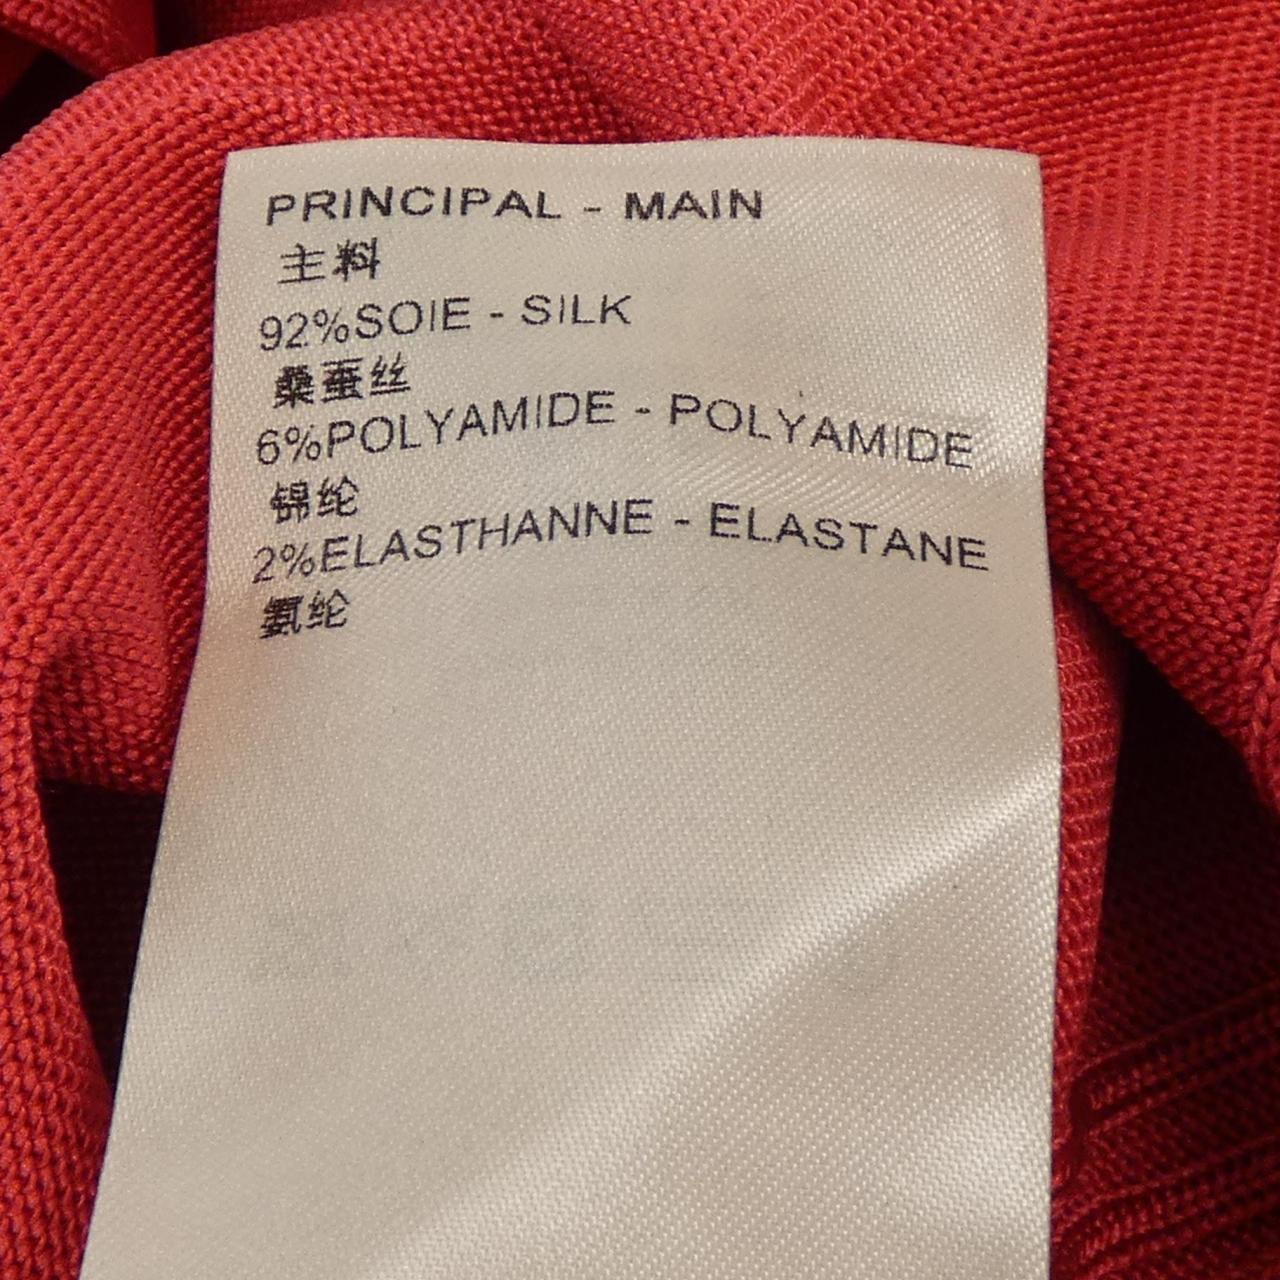 PRINCIPAL - MAIN
主料
92%SOIE - SILK
桑蚕丝
6%POLYAMIDE - POLYAMIDE
锦纶
2%ELASTHANNE - ELASTANE
氨纶